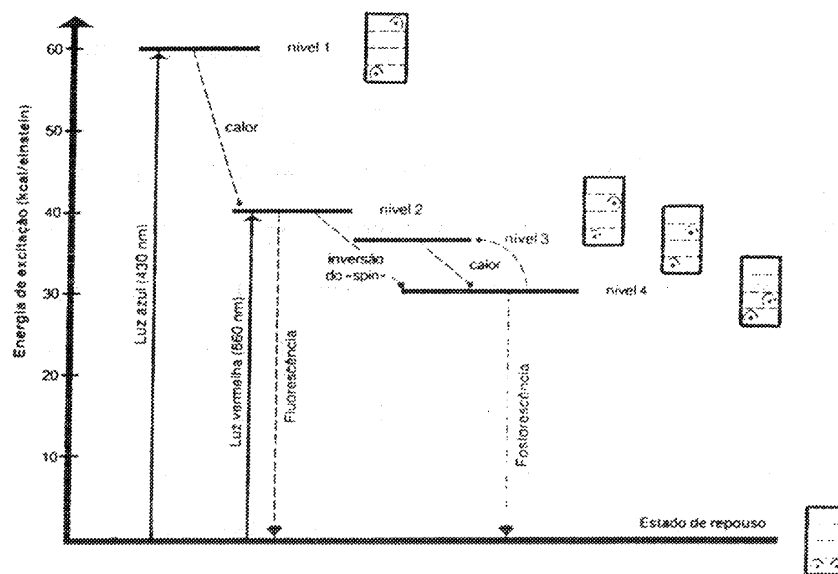 60
50
40
30
20
10
Energia de excitação (kcal/einstein)
nível 1
calor
nível 2
nível 3
inversão
do «spin»
calor
nível 4
Luz azul (430 nm)
Luz vermelha (660 nm)
Fluorescência
Fosforescência
Estado de repouso